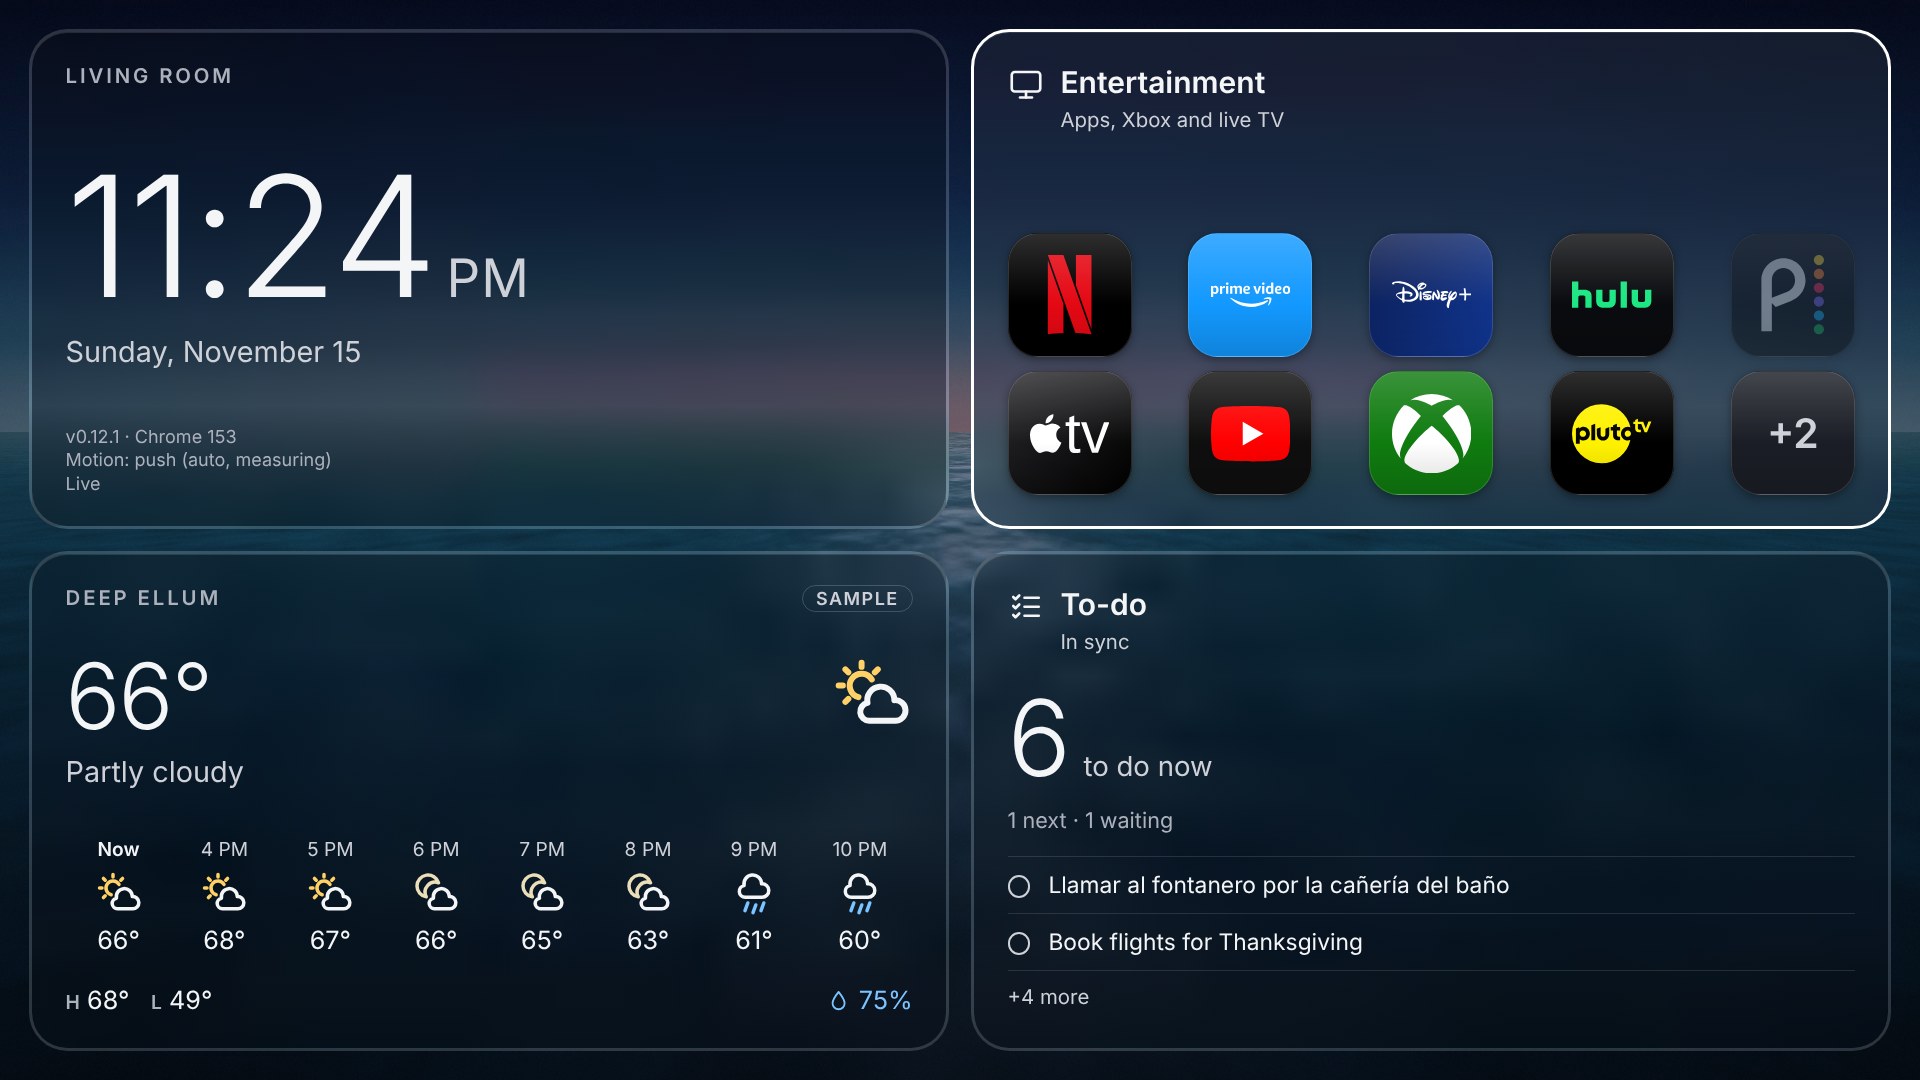 LIVING ROOM
11:24 PM
Sunday, November 15
v0.12.1 · Chrome 153
Motion: push (auto, measuring)
Live
Entertainment
Apps, Xbox and live TV
N
prime video
Disney+
hulu
P
tv
pluto tv
+2
DEEP ELLUM
SAMPLE
66°
Partly cloudy
Now 4 PM 5 PM 6 PM 7 PM 8 PM 9 PM 10 PM
66° 68° 67° 66° 65° 63° 61° 60°
H 68° L 49°
75%
To-do
In sync
6 to do now
1 next · 1 waiting
Llamar al fontanero por la cañería del baño
Book flights for Thanksgiving
+4 more